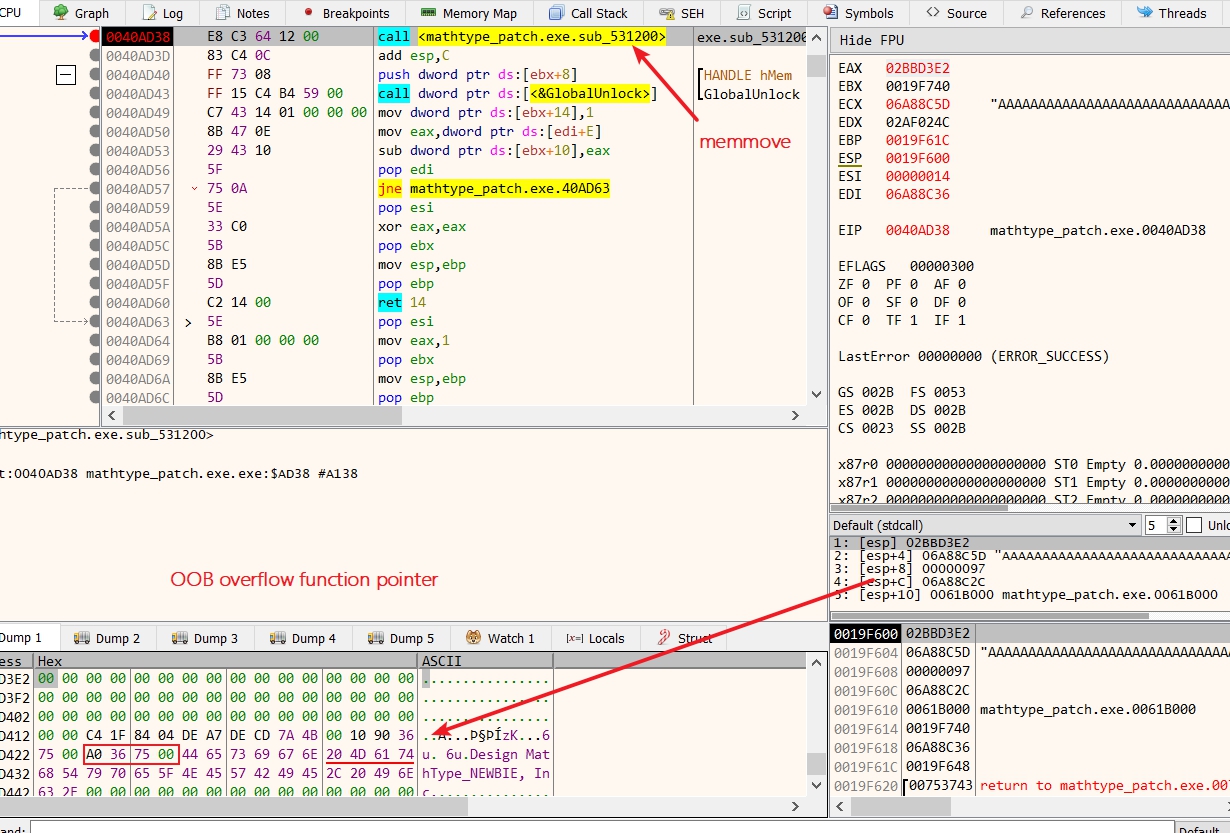 CPU Graph Log Notes Breakpoints Memory Map Call Stack SEH Script Symbols Source References Threads
0040AD38 E8 C3 64 12 00 call <mathtype_patch.exe.sub_531200> exe.sub_531200
0040AD3D 83 C4 0C add esp,C
0040AD40 FF 73 08 push dword ptr ds:[ebx+8] HANDLE hMem
0040AD43 FF 15 C4 B4 59 00 call dword ptr ds:[<&GlobalUnlock>] GlobalUnlock
0040AD49 C7 43 14 01 00 00 00 mov dword ptr ds:[ebx+14],1
0040AD50 8B 47 0E mov eax,dword ptr ds:[edi+E]
0040AD53 29 43 10 sub dword ptr ds:[ebx+10],eax
0040AD56 5F pop edi
0040AD57 75 0A jne mathtype_patch.exe.40AD63
0040AD59 5E pop esi
0040AD5A 33 C0 xor eax,eax
0040AD5C 5B pop ebx
0040AD5D 8B E5 mov esp,ebp
0040AD5F 5D pop ebp
0040AD60 C2 14 00 ret 14
0040AD63 5E pop esi
0040AD64 B8 01 00 00 00 mov eax,1
0040AD69 5B pop ebx
0040AD6A 8B E5 mov esp,ebp
0040AD6C 5D pop ebp
memmove
Hide FPU
EAX 02BBD3E2
EBX 0019F740
ECX 06A88C5D "AAAAAAAAAAAAAAAAAAAAAAAAAAAAA
EDX 02AF024C
EBP 0019F61C
ESP 0019F600
ESI 00000014
EDI 06A88C36
EIP 0040AD38 mathtype_patch.exe.0040AD38
EFLAGS 00000300
ZF 0 PF 0 AF 0
OF 0 SF 0 DF 0
CF 0 TF 1 IF 1
LastError 00000000 (ERROR_SUCCESS)
GS 002B FS 0053
ES 002B DS 002B
CS 0023 SS 002B
x87r0 00000000000000000000 ST0 Empty 0.0000000000
x87r1 00000000000000000000 ST1 Empty 0.0000000000
x87r2 00000000000000000000 ST2 Empty 0.0000000000
htype_patch.exe.sub_531200>
t:0040AD38 mathtype_patch.exe.exe:$AD38 #A138
OOB overflow function pointer
Default (stdcall) 5
1: [esp] 02BBD3E2
2: [esp+4] 06A88C5D "AAAAAAAAAAAAAAAAAAAAAAAAAAAAA
3: [esp+8] 00000097
4: [esp+C] 06A88C2C
5: [esp+10] 0061B000 mathtype_patch.exe.0061B000
Dump 1 Dump 2 Dump 3 Dump 4 Dump 5 Watch 1 [x=] Locals Struct
ess Hex ASCII
D3E2 00 00 00 00 00 00 00 00 00 00 00 00 00 00 00 00 ................
D3F2 00 00 00 00 00 00 00 00 00 00 00 00 00 00 00 00 ................
D402 00 00 00 00 00 00 00 00 00 00 00 00 00 00 00 00 ................
D412 00 00 C4 1F 84 04 DE A7 DE CD 7A 4B 00 10 90 36 ..Ä..Þ§ÞÍzK...6
D422 75 00 A0 36 75 00 44 65 73 69 67 6E 20 4D 61 74 u. 6u.Design Mat
D432 68 54 79 70 65 5F 4E 45 57 42 49 45 2C 20 49 6E hType_NEWBIE, In
D442 63 2E 00 00 00 00 00 00 00 00 00 00 00 00 00 00 c...............
0019F600 02BBD3E2
0019F604 06A88C5D "AAAAAAAAAAAAAAAAAAAAAAAAAAAAA
0019F608 00000097
0019F60C 06A88C2C
0019F610 0061B000 mathtype_patch.exe.0061B000
0019F614 0019F740
0019F618 06A88C36
0019F61C 0019F648
0019F620 00753743 return to mathtype_patch.exe.007
and: Default